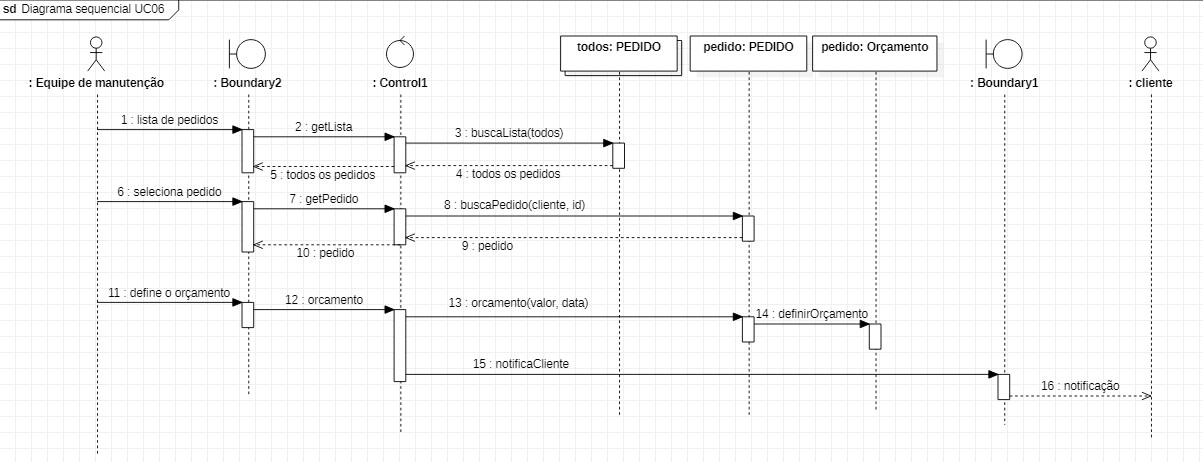 sd Diagrama sequencial UC06
: Equipe de manutenção
: Boundary2
: Control1
todos: PEDIDO
pedido: PEDIDO
pedido: Orçamento
: Boundary1
: cliente
1 : lista de pedidos
2 : getLista
3 : buscaLista(todos)
4 : todos os pedidos
5 : todos os pedidos
6 : seleciona pedido
7 : getPedido
8 : buscaPedido(cliente, id)
9 : pedido
10 : pedido
11 : define o orçamento
12 : orcamento
13 : orcamento(valor, data)
14 : definirOrçamento
15 : notificaCliente
16 : notificação